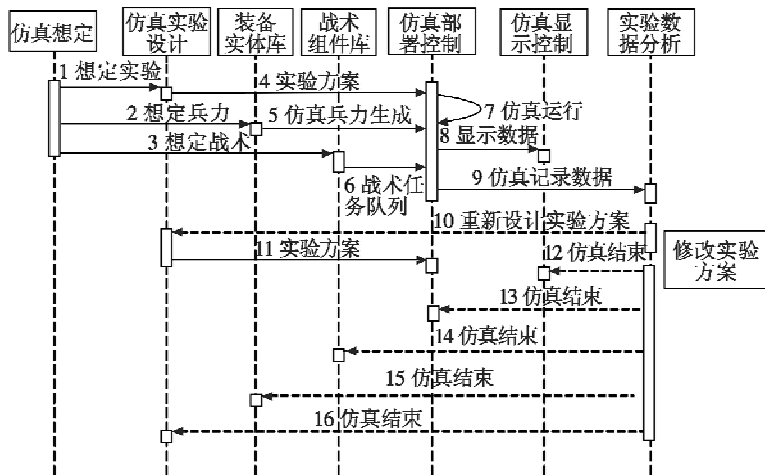 仿真想定
仿真实验
设计
装备
实体库
战术
组件库
仿真部
署控制
仿真显
示控制
实验数
据分析
1 想定实验
4 实验方案
2 想定兵力
5 仿真兵力生成
7 仿真运行
3 想定战术
8 显示数据
6 战术任
务队列
9 仿真记录数据
10 重新设计实验方案
11 实验方案
12 仿真结束
修改实验
方案
13 仿真结束
14 仿真结束
15 仿真结束
16 仿真结束